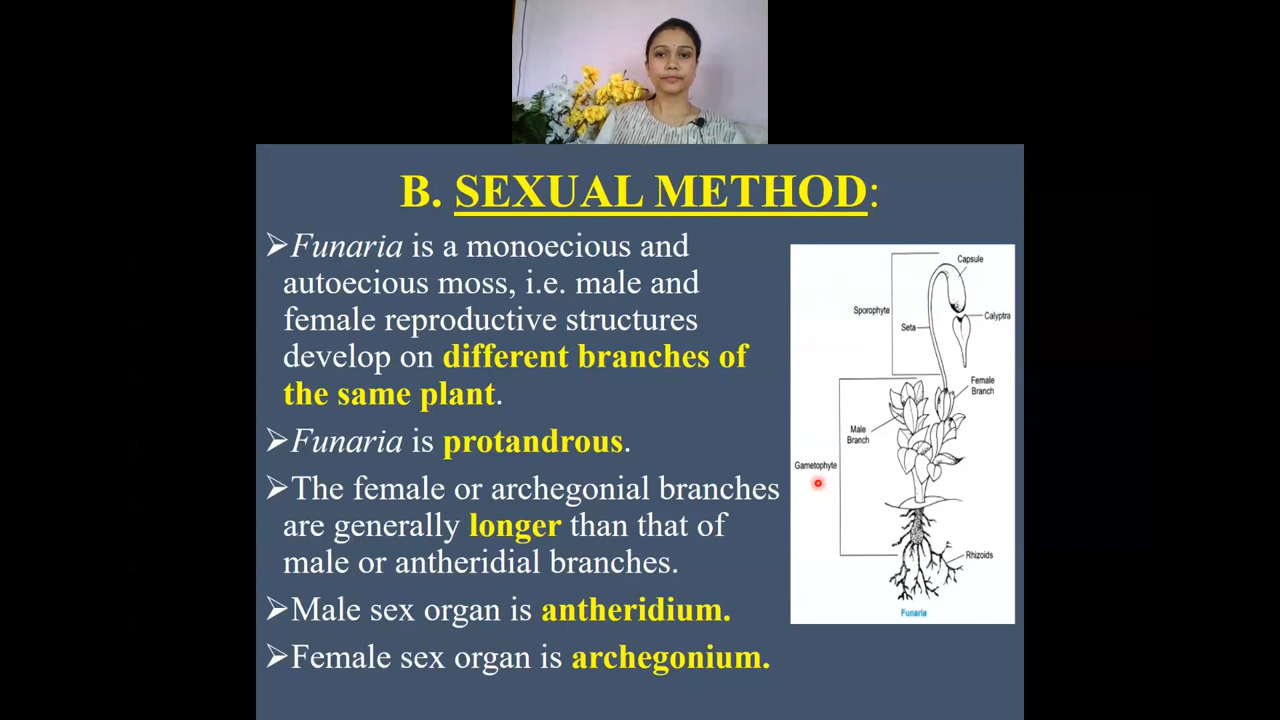 B. SEXUAL METHOD:
➢Funaria is a monoecious and
autoecious moss, i.e. male and
female reproductive structures
develop on different branches of
the same plant.
➢Funaria is protandrous.
➢The female or archegonial branches
are generally longer than that of
male or antheridial branches.
➢Male sex organ is antheridium.
➢Female sex organ is archegonium.
Capsule
Sporophyte
Calyptra
Seta
Female
Branch
Male
Branch
Gametophyte
Rhizoids
Funaria